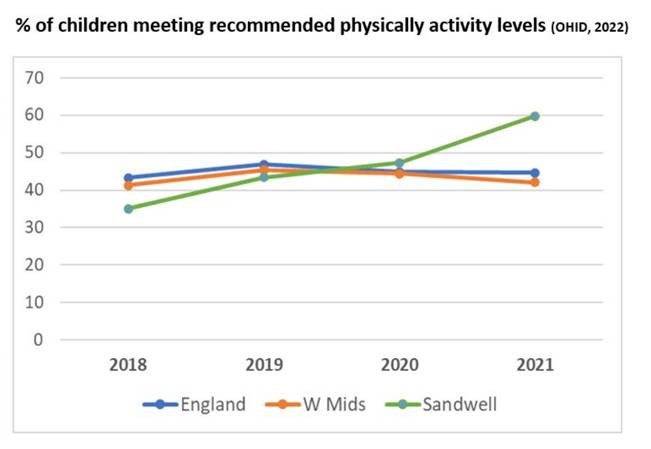 % of children meeting recommended physically activity levels (OHID, 2022)
70
60
50
40
30
20
10
0
2018 2019 2020 2021
England W Mids Sandwell